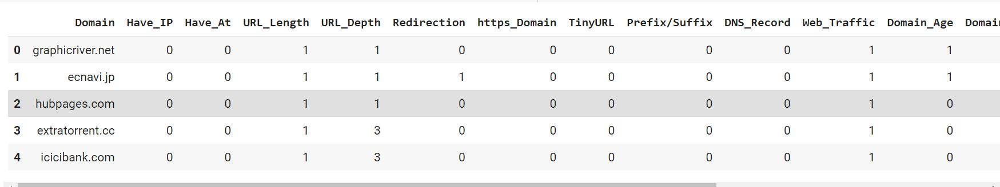 Domain Have_IP Have_At URL_Length URL_Depth Redirection https_Domain TinyURL Prefix/Suffix DNS_Record Web_Traffic Domain_Age Domai
0 graphicriver.net 0 0 1 1 0 0 0 0 0 1 1
1 ecnavi.jp 0 0 1 1 1 0 0 0 0 1 1
2 hubpages.com 0 0 1 1 0 0 0 0 0 1 0
3 extratorrent.cc 0 0 1 3 0 0 0 0 0 1 0
4 icicibank.com 0 0 1 3 0 0 0 0 0 1 0